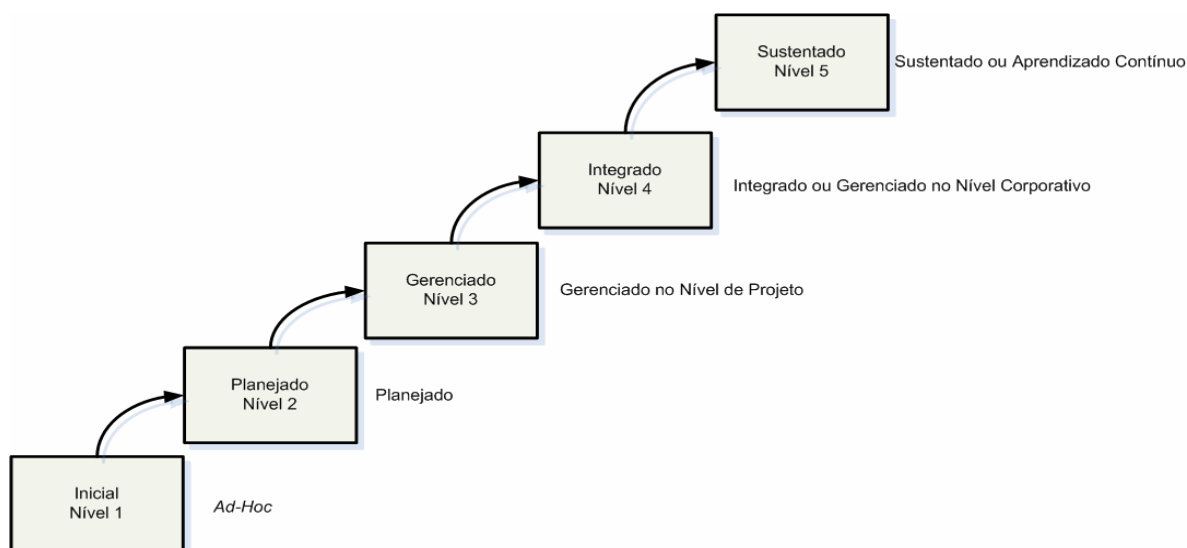 Sustentado
Nível 5
Sustentado ou Aprendizado Contínuo
Integrado
Nível 4
Integrado ou Gerenciado no Nível Corporativo
Gerenciado
Nível 3
Gerenciado no Nível de Projeto
Planejado
Nível 2
Planejado
Inicial
Nível 1
Ad-Hoc